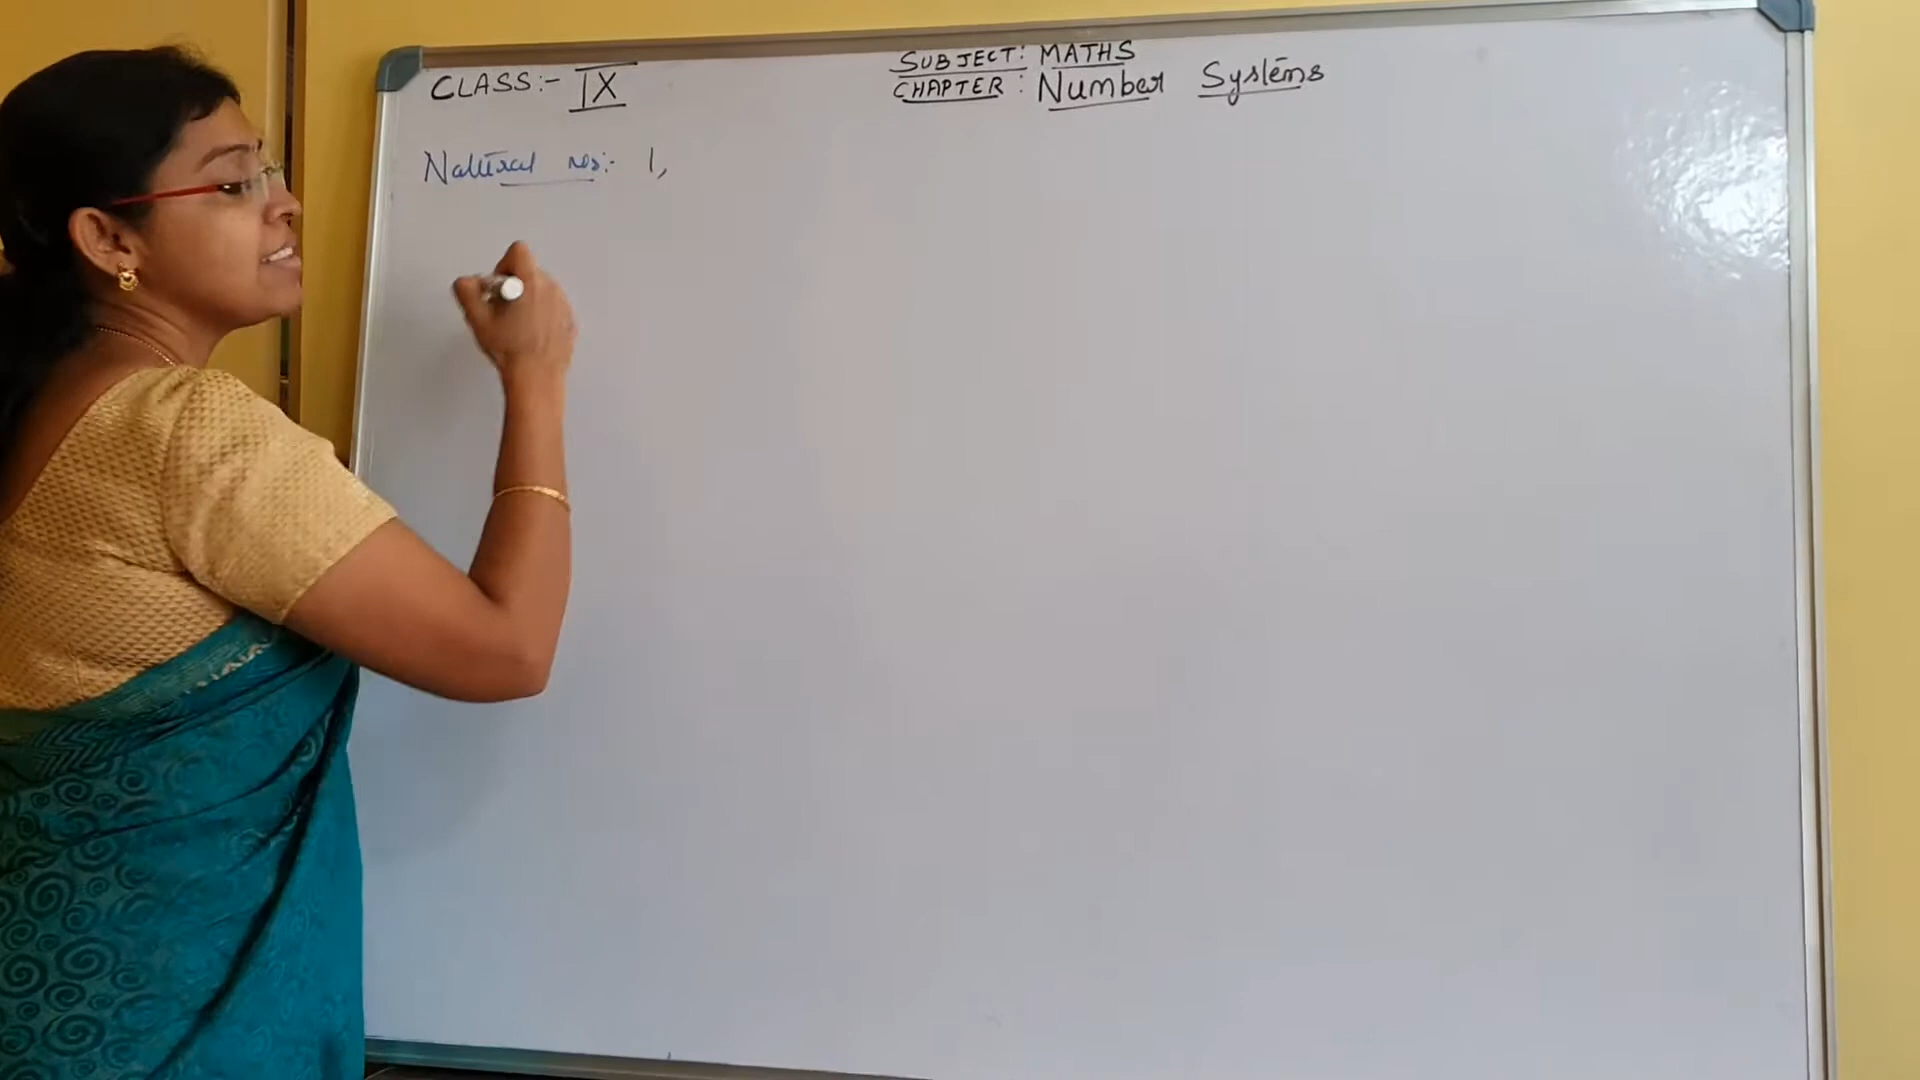 CLASS:- IX
SUBJECT: MATHS
CHAPTER: Number Systems
Natural nos:- 1,